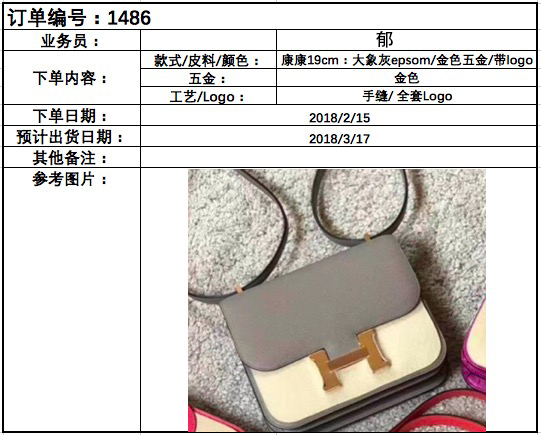 订单编号：1486
业务员： 郁
下单内容： 款式/皮料/颜色： 康康19cm：大象灰epsom/金色五金/带logo
五金： 金色
工艺/Logo： 手缝/ 全套Logo
下单日期： 2018/2/15
预计出货日期： 2018/3/17
其他备注：
参考图片：